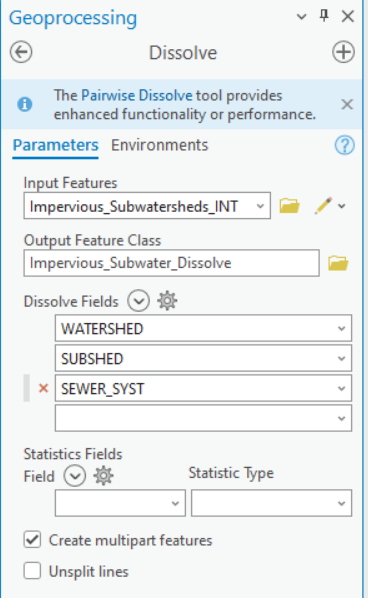 Geoprocessing
Dissolve
The Pairwise Dissolve tool provides
enhanced functionality or performance.
Parameters Environments
Input Features
Impervious_Subwatersheds_INT
Output Feature Class
Impervious_Subwater_Dissolve
Dissolve Fields
WATERSHED
SUBSHED
SEWER_SYST
Statistics Fields
Field Statistic Type
Create multipart features
Unsplit lines